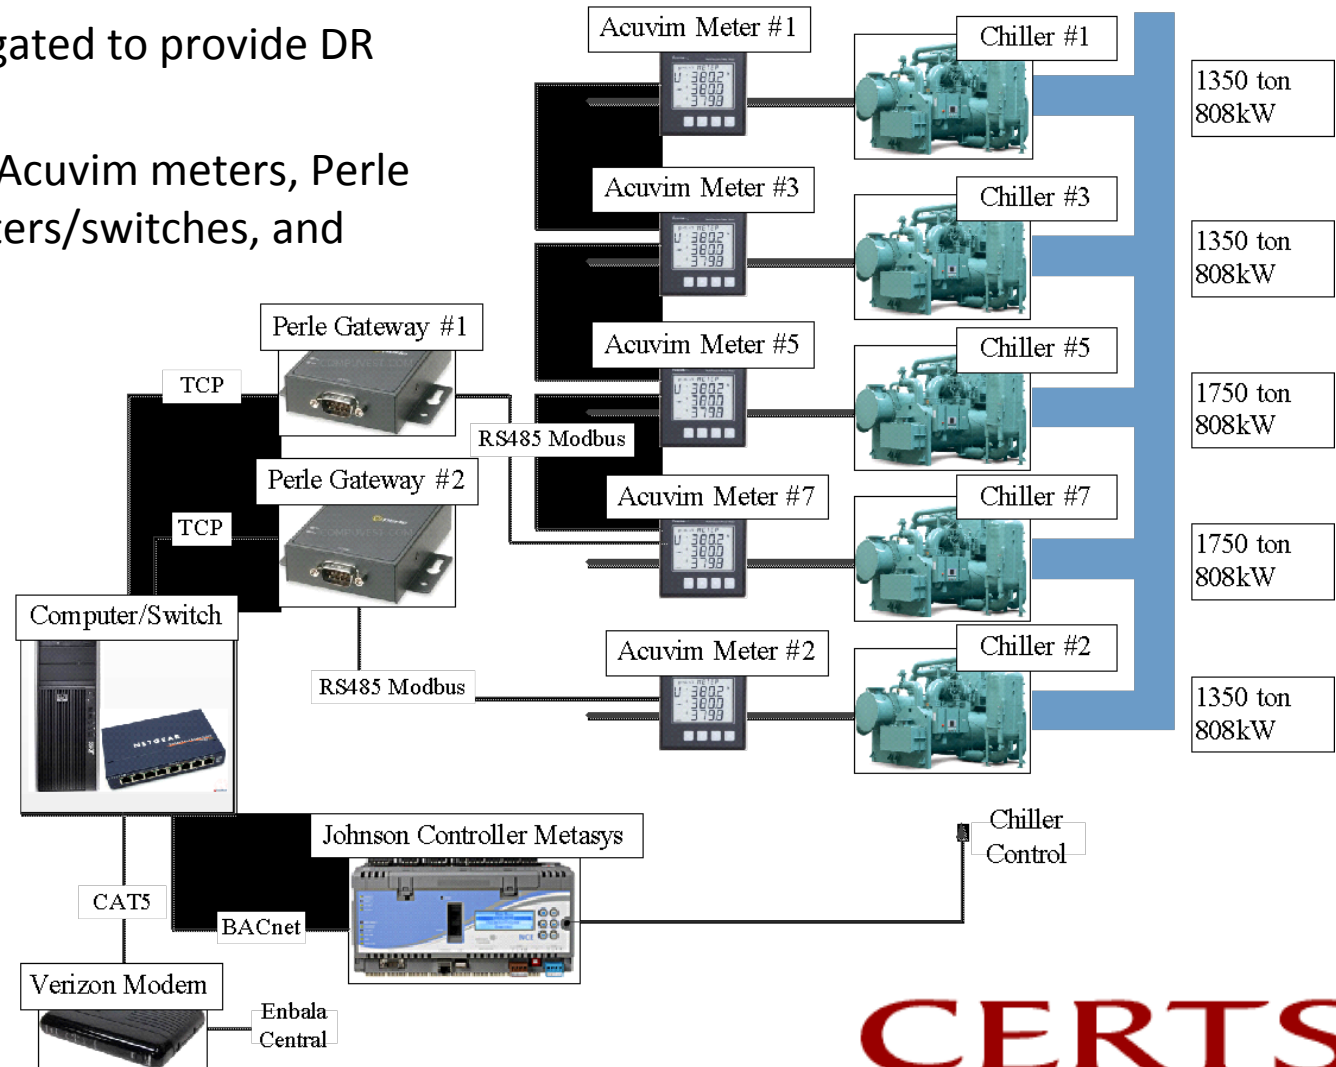 gated to provide DR
Acuvim meters, Perle
ters/switches, and
Acuvim Meter #1
Chiller #1
1350 ton
808kW
Acuvim Meter #3
Chiller #3
1350 ton
808kW
Perle Gateway #1
Acuvim Meter #5
Chiller #5
1750 ton
808kW
TCP
RS485 Modbus
Perle Gateway #2
Acuvim Meter #7
Chiller #7
1750 ton
808kW
TCP
Computer/Switch
Acuvim Meter #2
Chiller #2
1350 ton
808kW
RS485 Modbus
NETGEAR
Johnson Controller Metasys
Chiller
Control
CAT5
BACnet
NCE
Verizon Modem
Enbala
Central
CERTS